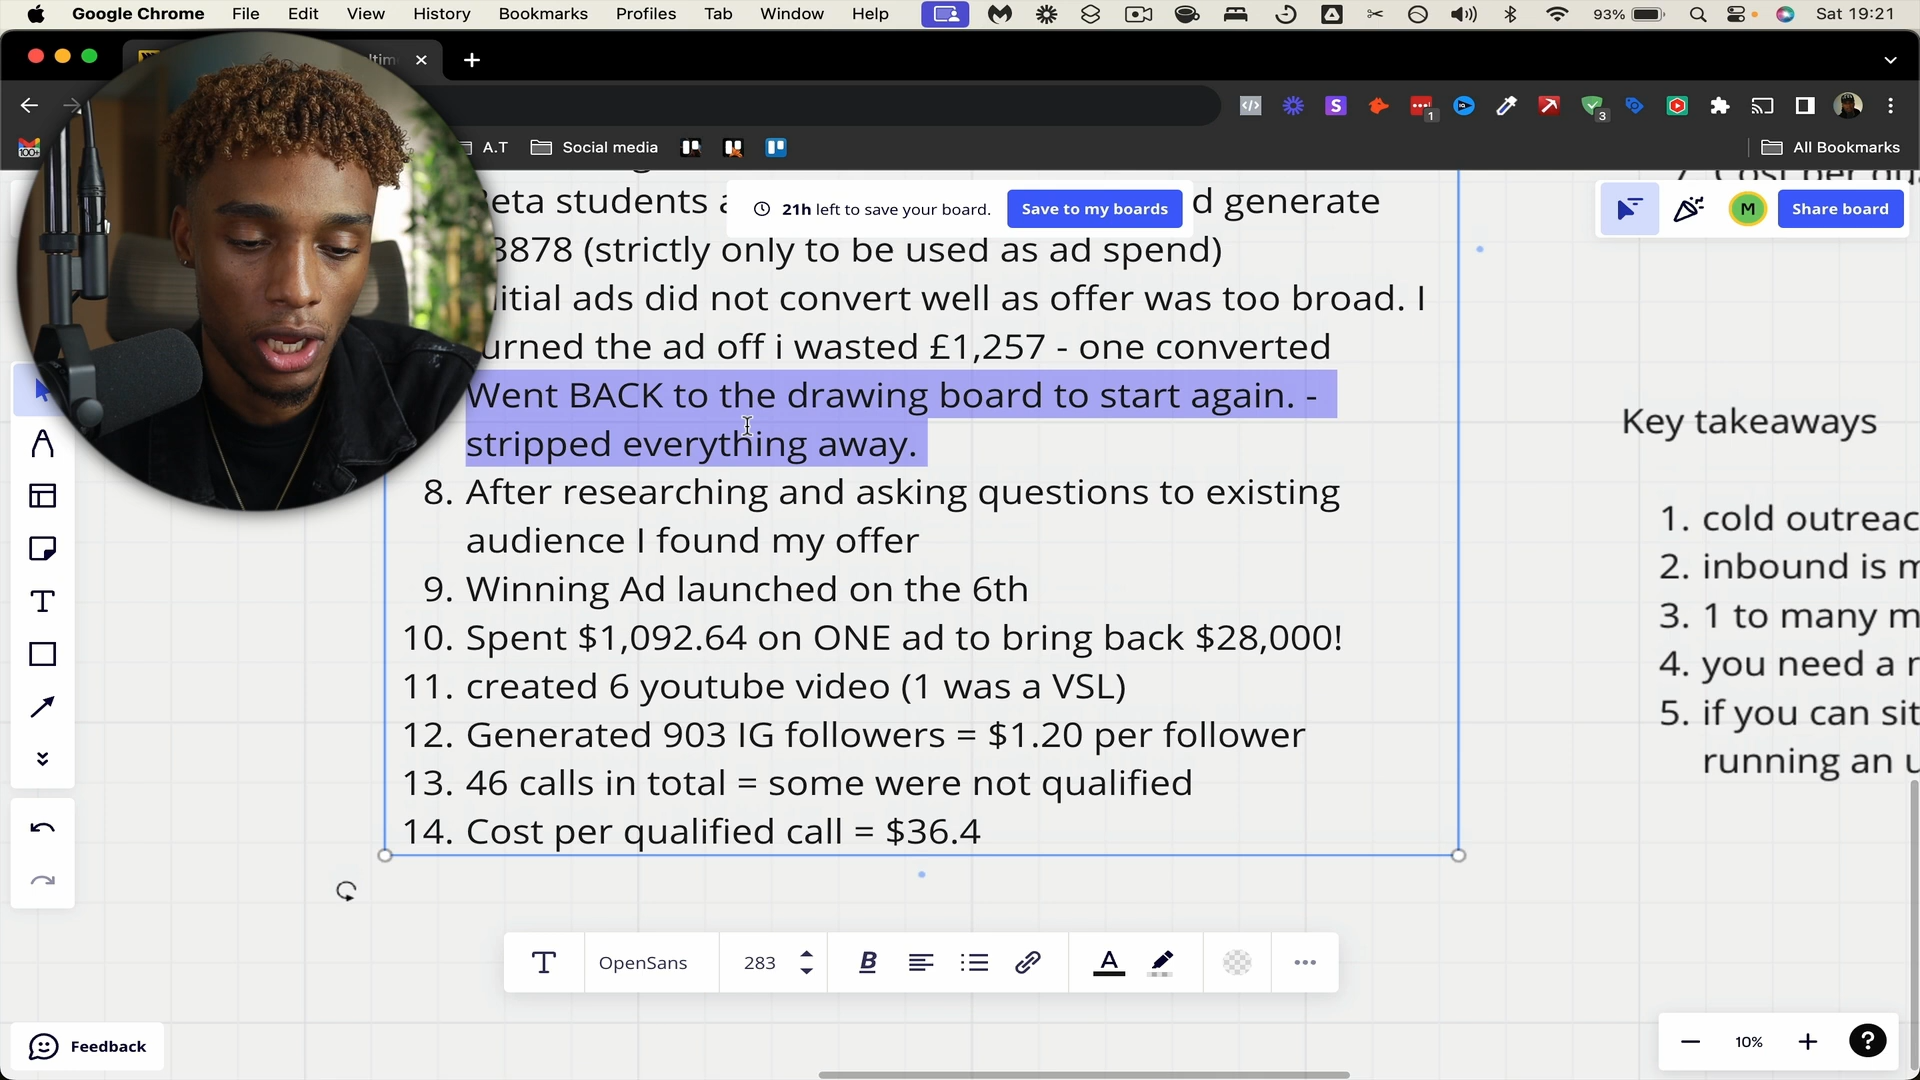 Google Chrome File Edit View History Bookmarks Profiles Tab Window Help 93% Sat 19:21
1 3
100+ A.T Social media All Bookmarks
21h left to save your board. Save to my boards
M Share board
students
d generate
3878 (strictly only to be used as ad spend)
ads did not convert well as offer was too broad. I
the ad off i wasted £1,257 - one converted
Went BACK to the drawing board to start again. -
stripped everything away.
8. After researching and asking questions to existing
audience I found my offer
9. Winning Ad launched on the 6th
10. Spent $1,092.64 on ONE ad to bring back $28,000!
11. created 6 youtube video (1 was a VSL)
12. Generated 903 IG followers = $1.20 per follower
13. 46 calls in total = some were not qualified
14. Cost per qualified call = $36.4
Key takeaways
1. cold outreac
2. inbound is m
3. 1 to many m
4. you need a r
5. if you can sit
running an u
OpenSans 283 B A
Feedback
10%